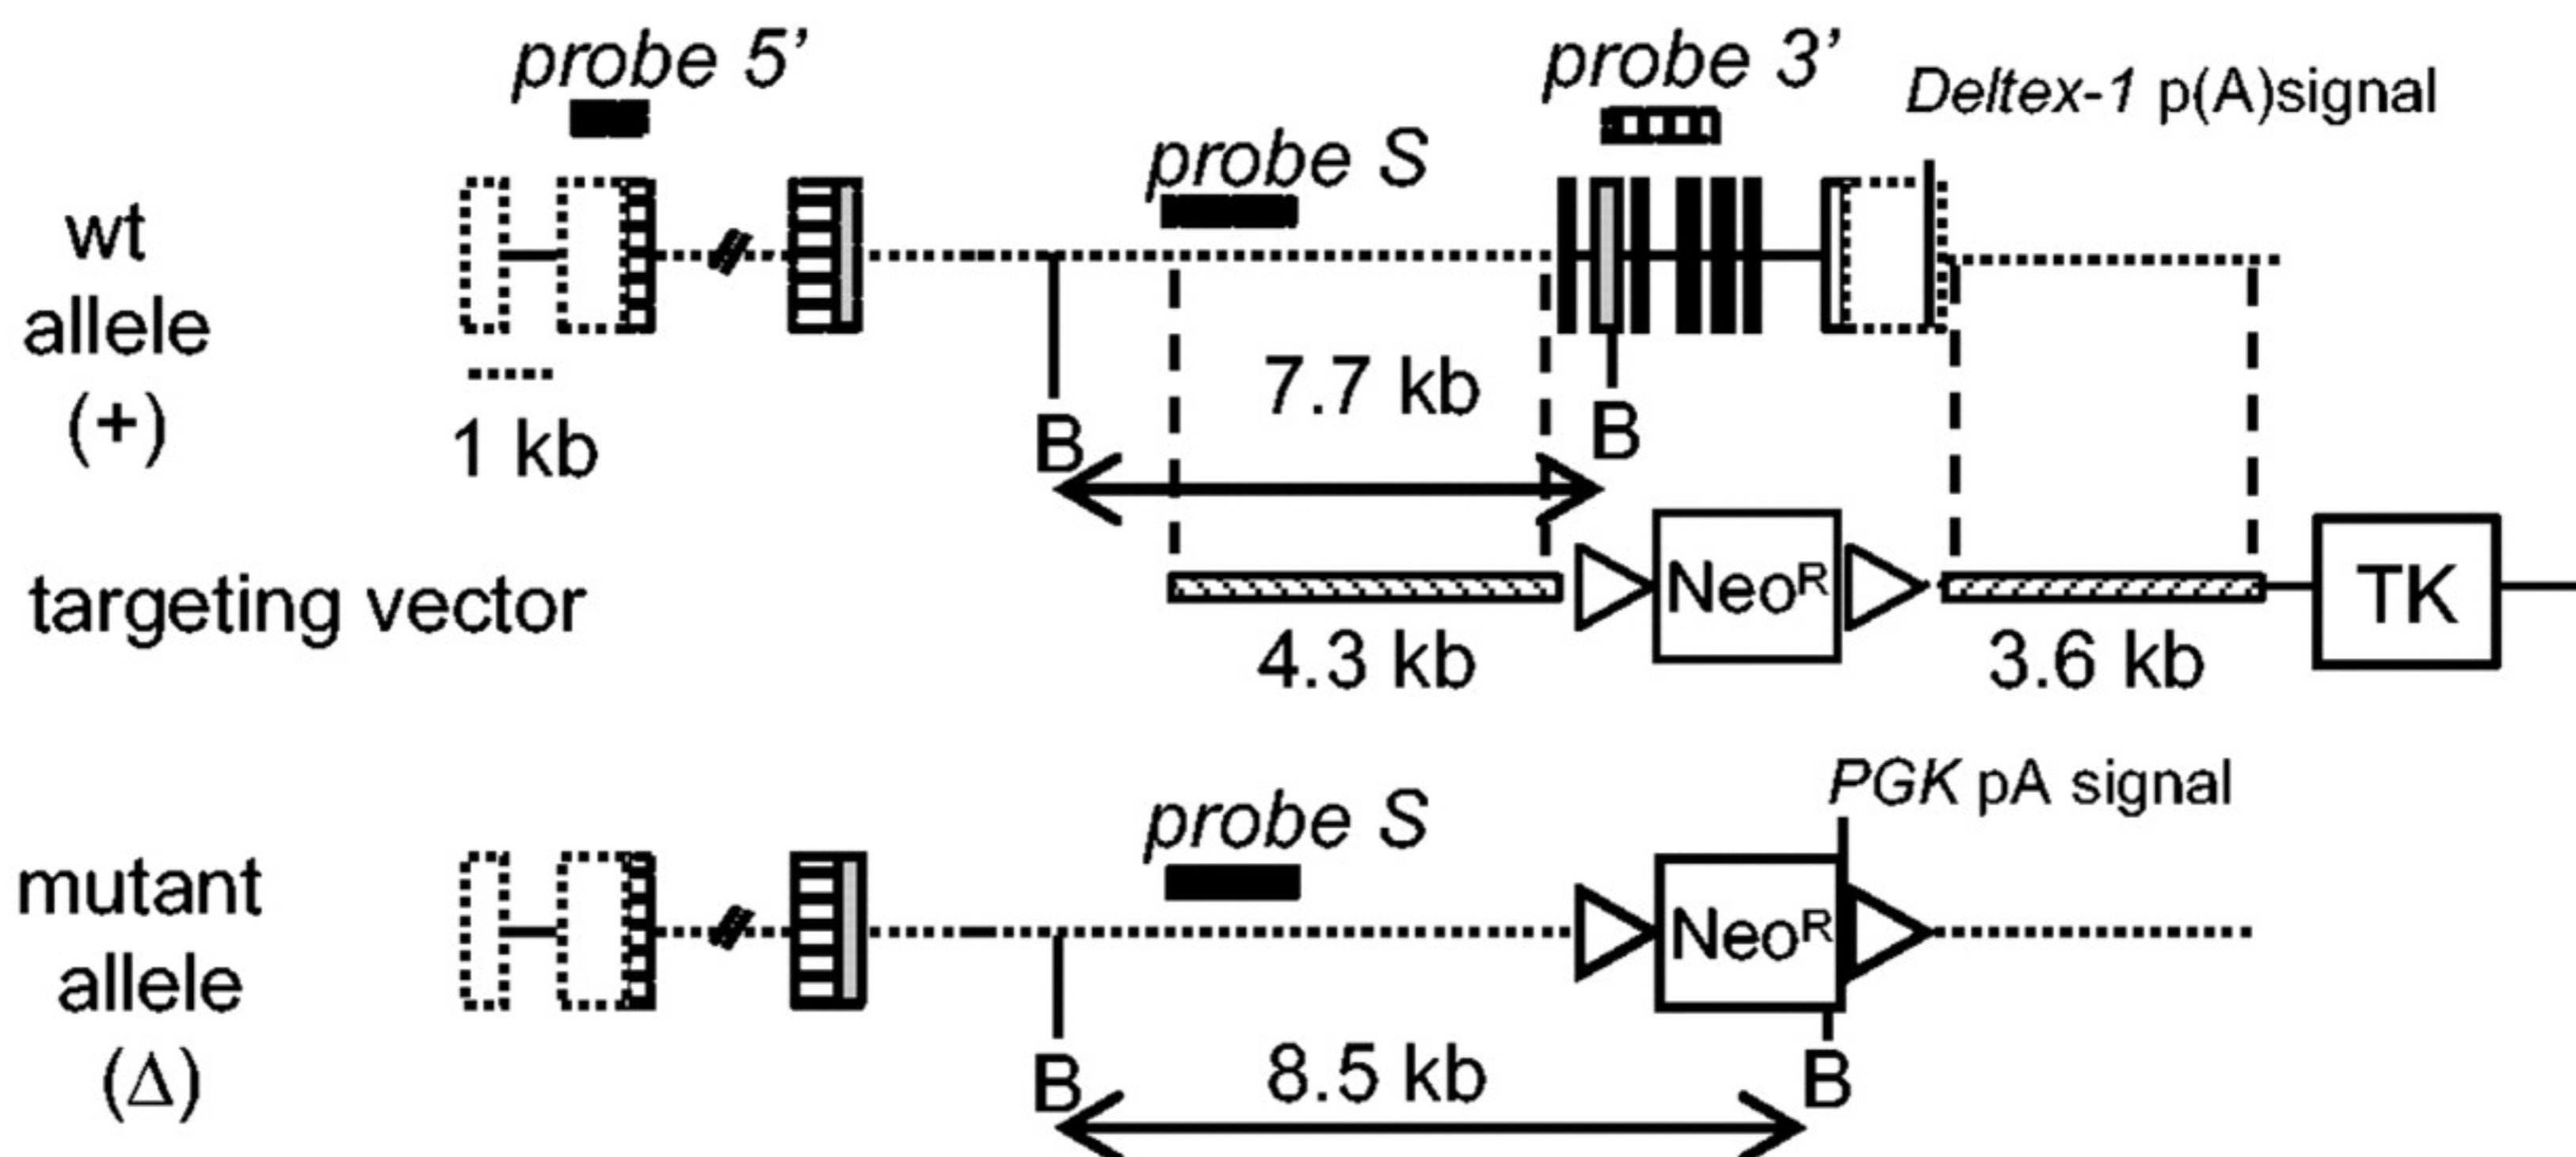 probe 5’
probe 3’
Deltex-1 p(A)signal
probe S
wt
allele
(+)
1 kb
7.7 kb
B
B
targeting vector
NeoR
TK
4.3 kb
3.6 kb
PGK pA signal
probe S
mutant
allele
(Δ)
NeoR
B
8.5 kb
B